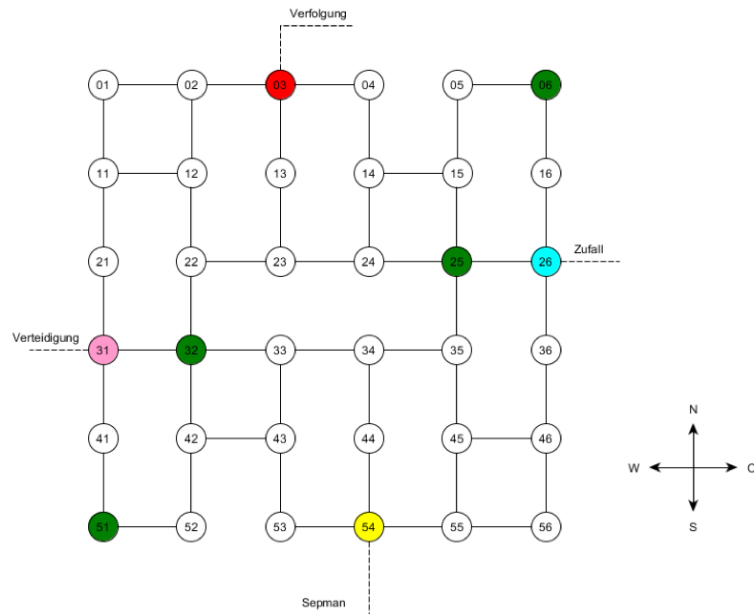 Verfolgung
01 02 03 04 05 06
11 12 13 14 15 16
Zufall
21 22 23 24 25 26
Verteidigung
31 32 33 34 35 36
N
41 42 43 45 46 44
W O
S
51 52 53 54 55 56
Sepman